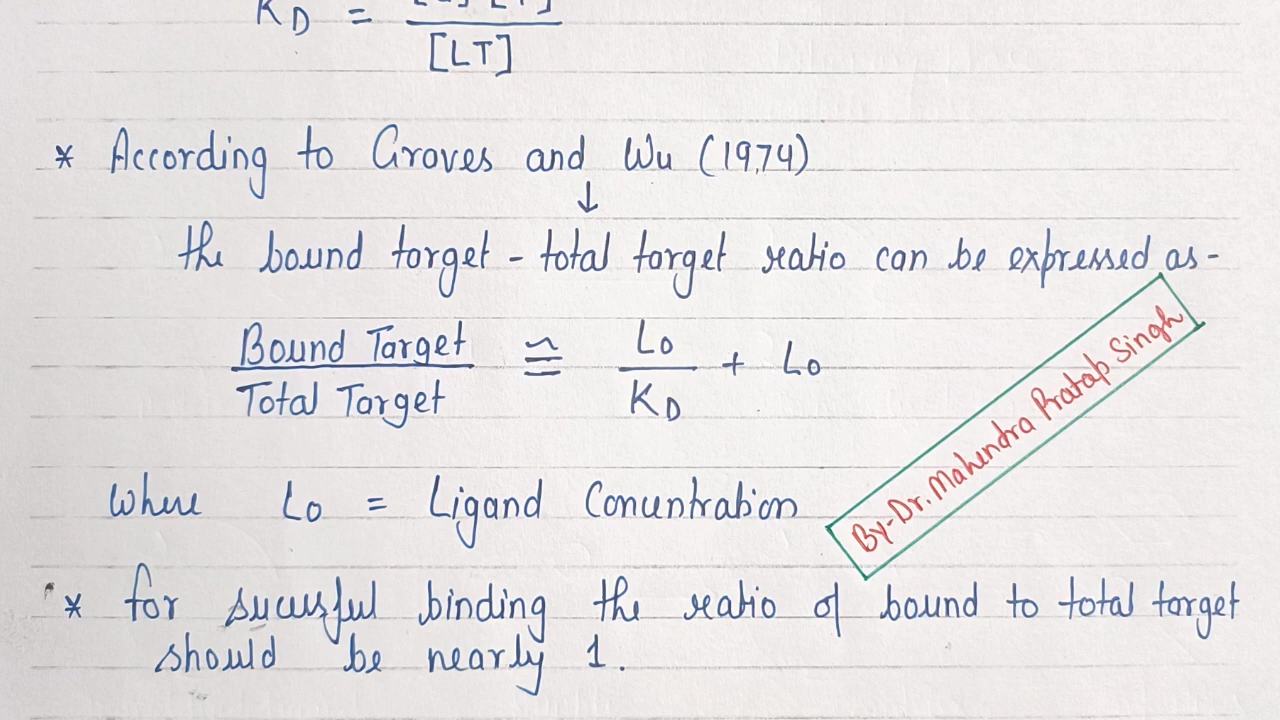 KD = 
[LT]
* According to Groves and Wu (1974)
↓
the bound target - total target ratio can be expressed as -
Bound Target ≅ L₀ + L₀
Total Target KD
where L₀ = Ligand Concentration
* for sucessful binding the ratio of bound to total target
should be nearly 1.
By-Dr. Mahendra Pratap Singh